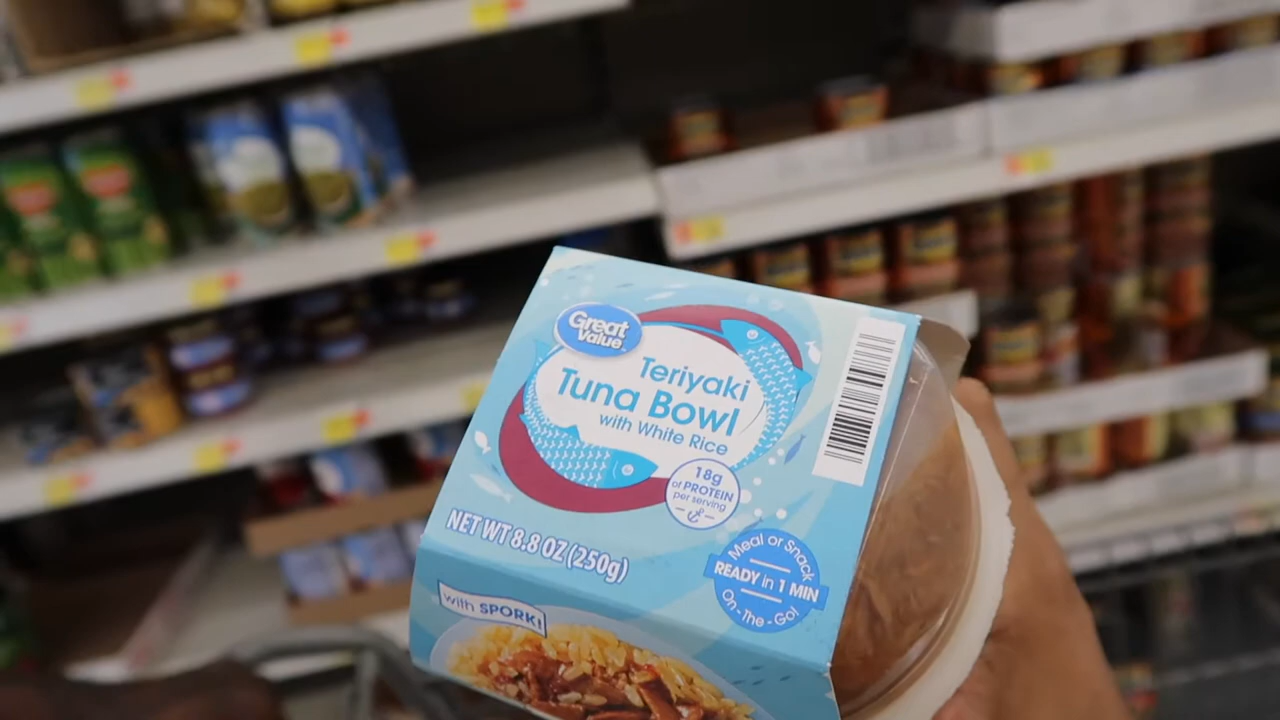 Great
Value
Teriyaki
Tuna Bowl
with White Rice
18g
of PROTEIN
per serving
NET WT 8.8 OZ (250g)
Meal or Snack
READY in 1 MIN
On-The-Go!
with SPORK!